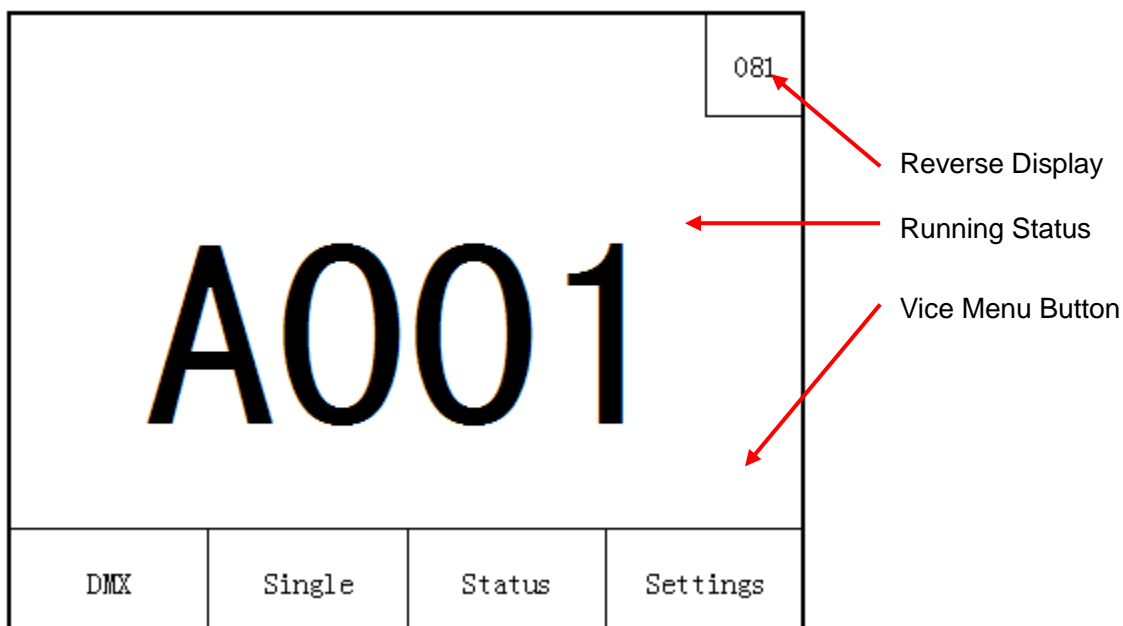 081
Reverse Display
Running Status
A001
Vice Menu Button
DMX Single Status Settings